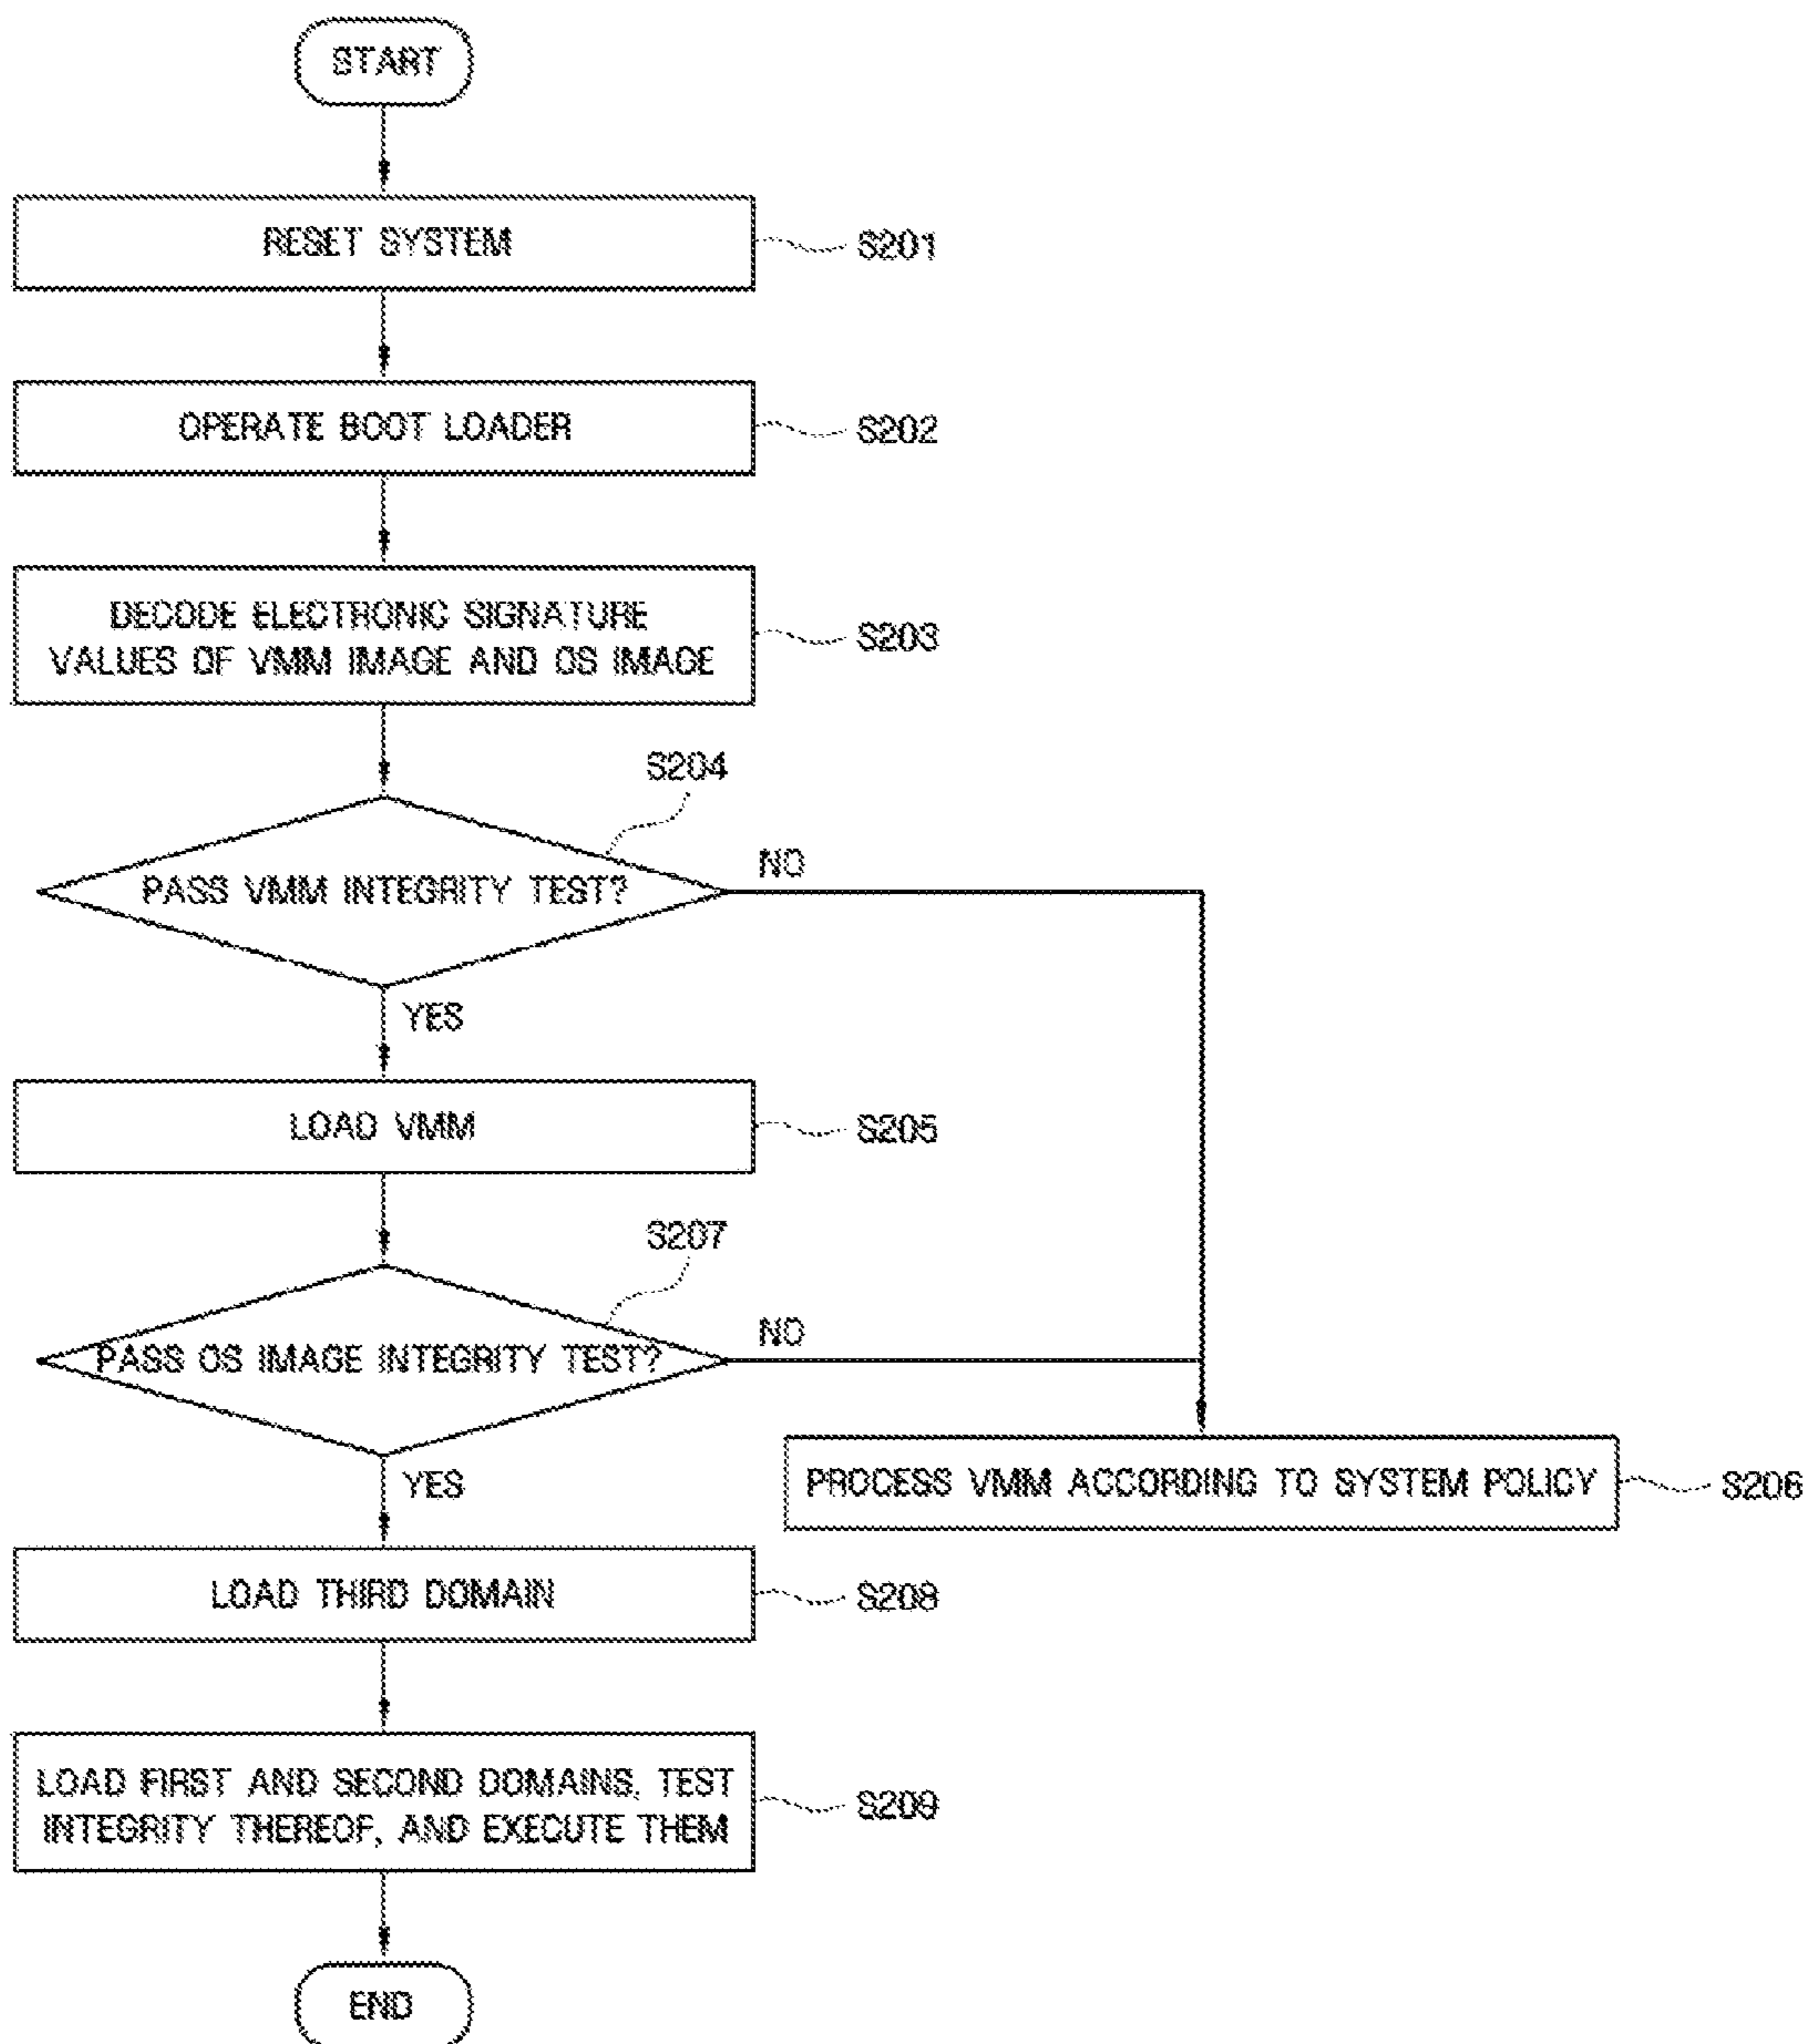 START
RESET SYSTEM
S201
OPERATE BOOT LOADER
S202
DECODE ELECTRONIC SIGNATURE
VALUES OF VMM IMAGE AND OS IMAGE
S203
S204
PASS VMM INTEGRITY TEST?
NO
YES
LOAD VMM
S205
S207
PASS OS IMAGE INTEGRITY TEST?
NO
YES
PROCESS VMM ACCORDING TO SYSTEM POLICY
S206
LOAD THIRD DOMAIN
S208
LOAD FIRST AND SECOND DOMAINS, TEST
INTEGRITY THEREOF, AND EXECUTE THEM
S209
END